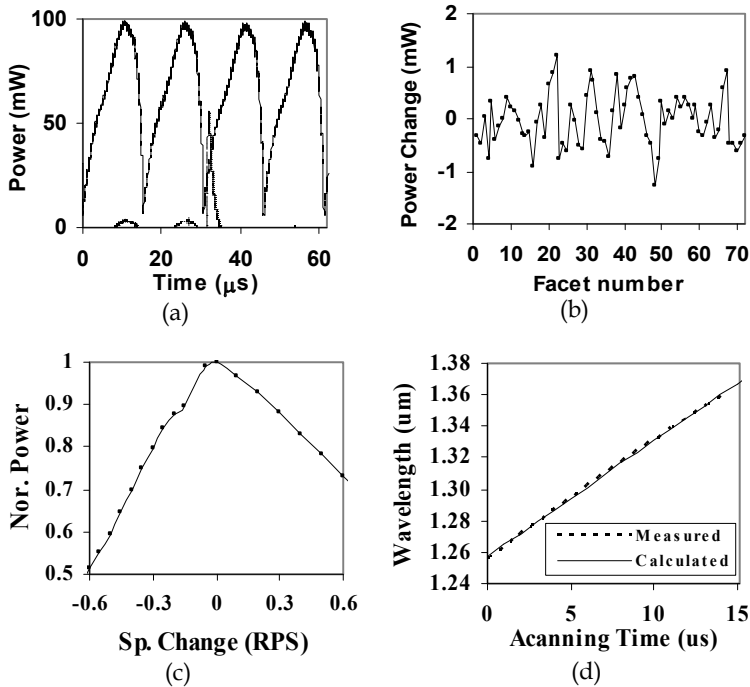 100
50
0
Power (mW)
0 20 40 60
Time (μs)
(a)
2
1
0
-1
-2
Power Change (mW)
0 10 20 30 40 50 60 70
Facet number
(b)
1
0.9
0.8
0.7
0.6
0.5
Nor. Power
-0.6 -0.3 0 0.3 0.6
Sp. Change (RPS)
(c)
1.38
1.36
1.33
1.30
1.28
1.26
1.24
Wavelength (um)
Measured
Calculated
0 5 10 15
Acanning Time (us)
(d)